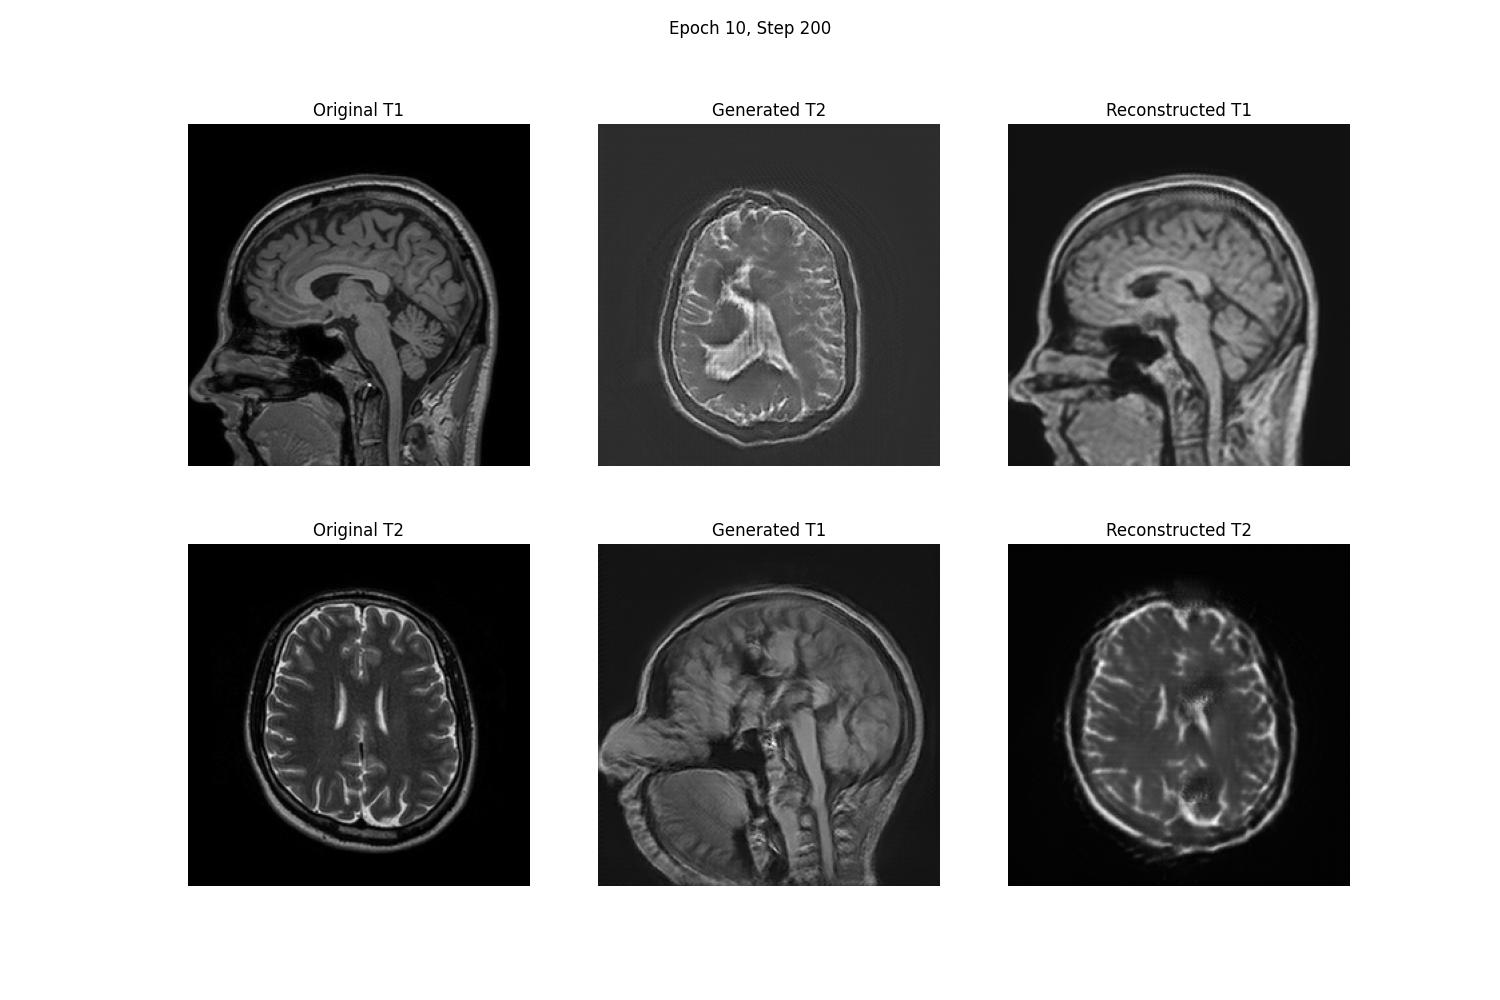 Epoch 10, Step 200
Original T1
Generated T2
Reconstructed T1
Original T2
Generated T1
Reconstructed T2